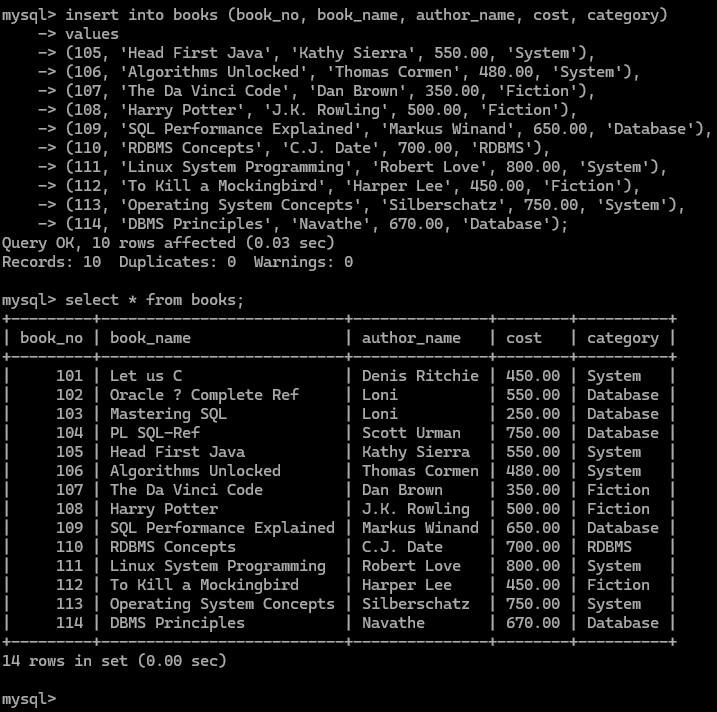 mysql> insert into books (book_no, book_name, author_name, cost, category)
    -> values
    -> (105, 'Head First Java', 'Kathy Sierra', 550.00, 'System'),
    -> (106, 'Algorithms Unlocked', 'Thomas Cormen', 480.00, 'System'),
    -> (107, 'The Da Vinci Code', 'Dan Brown', 350.00, 'Fiction'),
    -> (108, 'Harry Potter', 'J.K. Rowling', 500.00, 'Fiction'),
    -> (109, 'SQL Performance Explained', 'Markus Winand', 650.00, 'Database'),
    -> (110, 'RDBMS Concepts', 'C.J. Date', 700.00, 'RDBMS'),
    -> (111, 'Linux System Programming', 'Robert Love', 800.00, 'System'),
    -> (112, 'To Kill a Mockingbird', 'Harper Lee', 450.00, 'Fiction'),
    -> (113, 'Operating System Concepts', 'Silberschatz', 750.00, 'System'),
    -> (114, 'DBMS Principles', 'Navathe', 670.00, 'Database');
Query OK, 10 rows affected (0.03 sec)
Records: 10  Duplicates: 0  Warnings: 0

mysql> select * from books;
+---------+---------------------------+---------------+--------+----------+
| book_no | book_name                 | author_name   | cost   | category |
+---------+---------------------------+---------------+--------+----------+
|     101 | Let us C                  | Denis Ritchie | 450.00 | System   |
|     102 | Oracle ? Complete Ref     | Loni          | 550.00 | Database |
|     103 | Mastering SQL             | Loni          | 250.00 | Database |
|     104 | PL SQL-Ref                | Scott Urman   | 750.00 | Database |
|     105 | Head First Java           | Kathy Sierra  | 550.00 | System   |
|     106 | Algorithms Unlocked       | Thomas Cormen | 480.00 | System   |
|     107 | The Da Vinci Code         | Dan Brown     | 350.00 | Fiction  |
|     108 | Harry Potter              | J.K. Rowling  | 500.00 | Fiction  |
|     109 | SQL Performance Explained | Markus Winand | 650.00 | Database |
|     110 | RDBMS Concepts            | C.J. Date     | 700.00 | RDBMS    |
|     111 | Linux System Programming  | Robert Love   | 800.00 | System   |
|     112 | To Kill a Mockingbird     | Harper Lee    | 450.00 | Fiction  |
|     113 | Operating System Concepts | Silberschatz  | 750.00 | System   |
|     114 | DBMS Principles           | Navathe       | 670.00 | Database |
+---------+---------------------------+---------------+--------+----------+
14 rows in set (0.00 sec)

mysql>